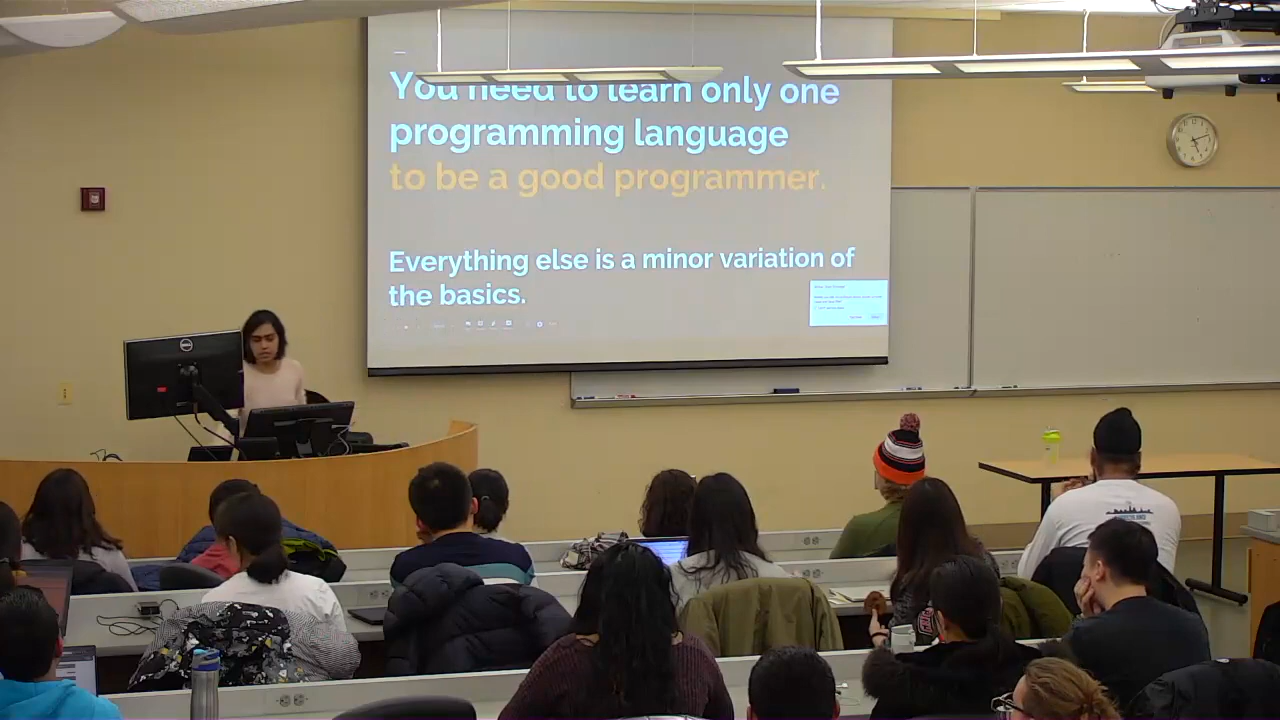 You need to learn only one
programming language
to be a good programmer.
Everything else is a minor variation of
the basics.
DELL